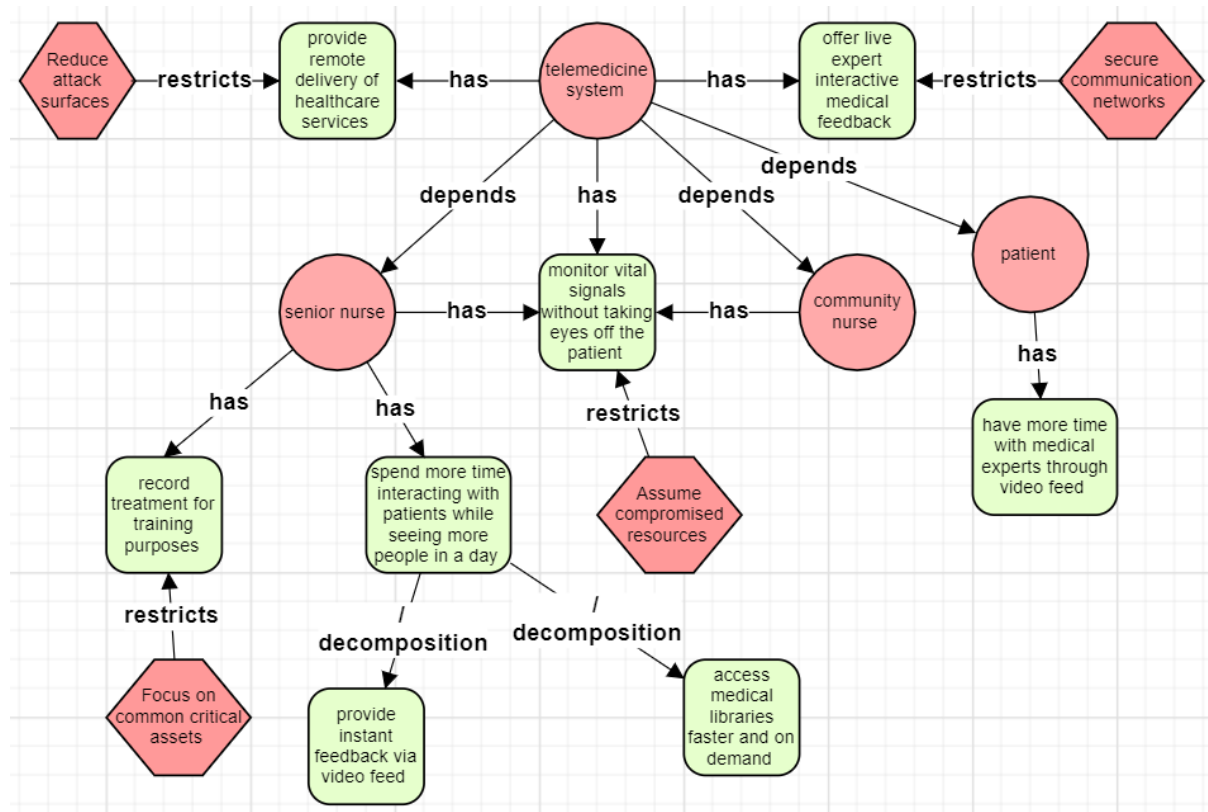 Reduce
attack
surfaces
restricts
provide
remote
delivery of
healthcare
services
has
telemedicine
system
has
offer live
expert
interactive
medical
feedback
restricts
secure
communication
networks
depends
has
depends
depends
senior nurse
has
monitor vital
signals
without taking
eyes off the
patient
has
community
nurse
patient
has
has
restricts
has
record
treatment for
training
purposes
spend more time
interacting with
patients while
seeing more
people in a day
Assume
compromised
resources
have more time
with medical
experts through
video feed
restricts
/
decomposition
/
decomposition
Focus on
common critical
assets
provide
instant
feedback via
video feed
access
medical
libraries
faster and on
demand